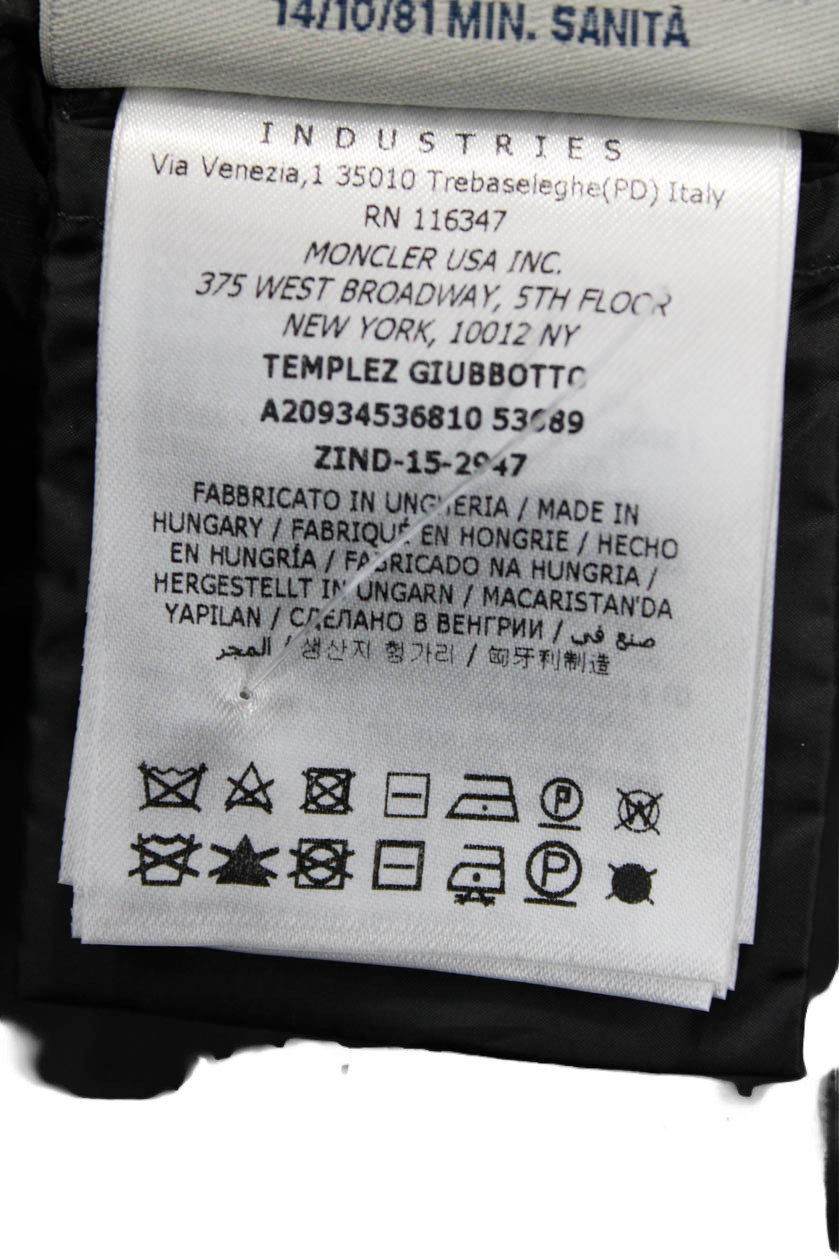 14/10/81 MIN. SANITÀ
INDUSTRIES
Via Venezia,1 35010 Trebaseleghe(PD) Italy
RN 116347
MONCLER USA INC.
375 WEST BROADWAY, 5TH FLOOR
NEW YORK, 10012 NY
TEMPLEZ GIUBBOTTO
A20934536810 53689
ZIND-15-2947
FABBRICATO IN UNGHERIA / MADE IN
HUNGARY / FABRIQUÉ EN HONGRIE / HECHO
EN HUNGRÍA / FABRICADO NA HUNGRIA /
HERGESTELLT IN UNGARN / MACARISTAN'DA
YAPILAN / СДЕЛАНО В ВЕНГРИИ / صنع في
المجر / 생산지 헝가리 / 匈牙利制造
P W
P